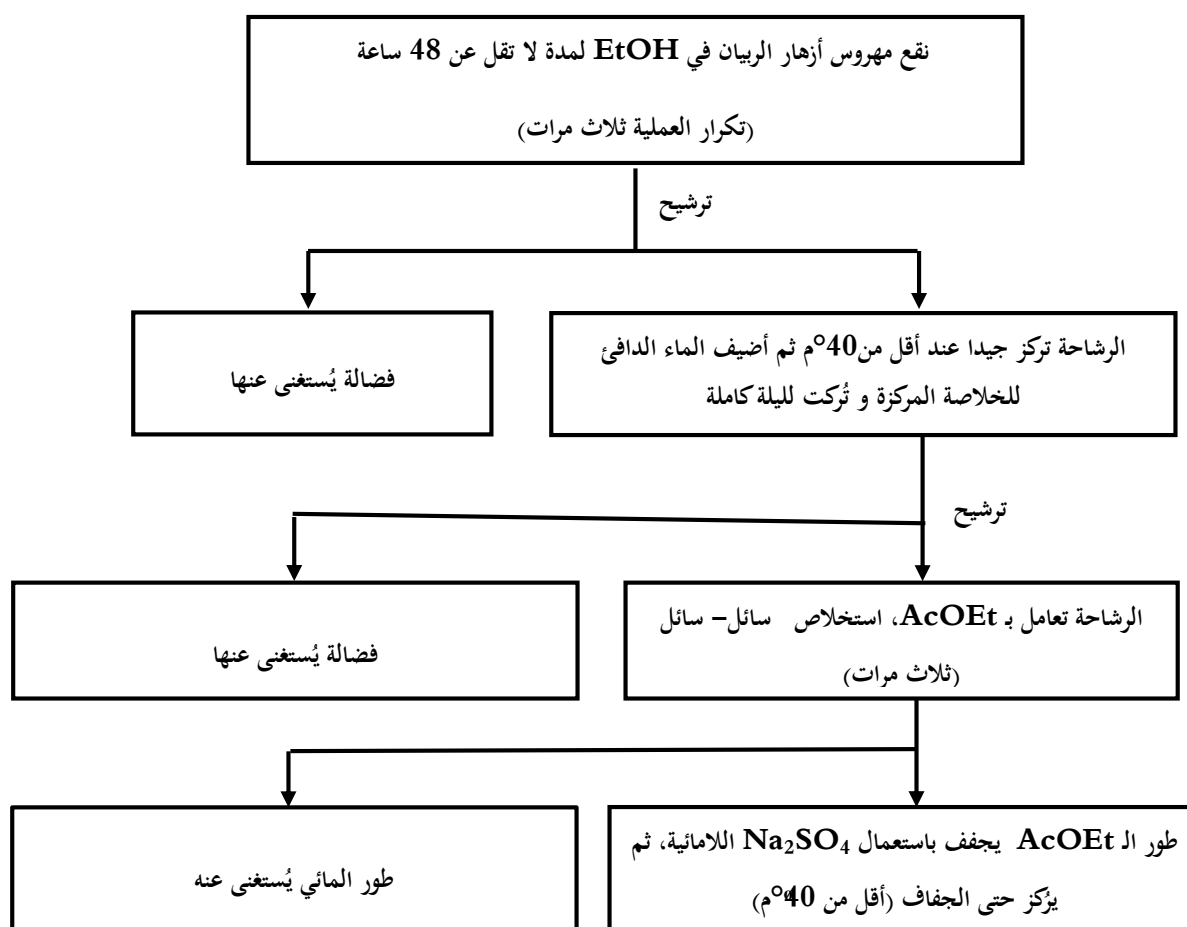 نقع مهروس أزهار الربيان في EtOH لمدة لا تقل عن 48 ساعة
(تكرار العملية ثلاث مرات)
ترشيح
الرشاحة تركز جيدا عند أقل من40°م ثم أضيف الماء الدافئ
للخلاصة المركزة و تُركت لليلة كاملة
فضالة يُستغنى عنها
ترشيح
الرشاحة تعامل بـ AcOEt، استخلاص سائل– سائل
(ثلاث مرات)
فضالة يُستغنى عنها
طور الـ AcOEt يجفف باستعمال Na₂SO₄ اللامائية، ثم
يرُكز حتى الجفاف (أقل من 40°م)
طور المائي يُستغنى عنه